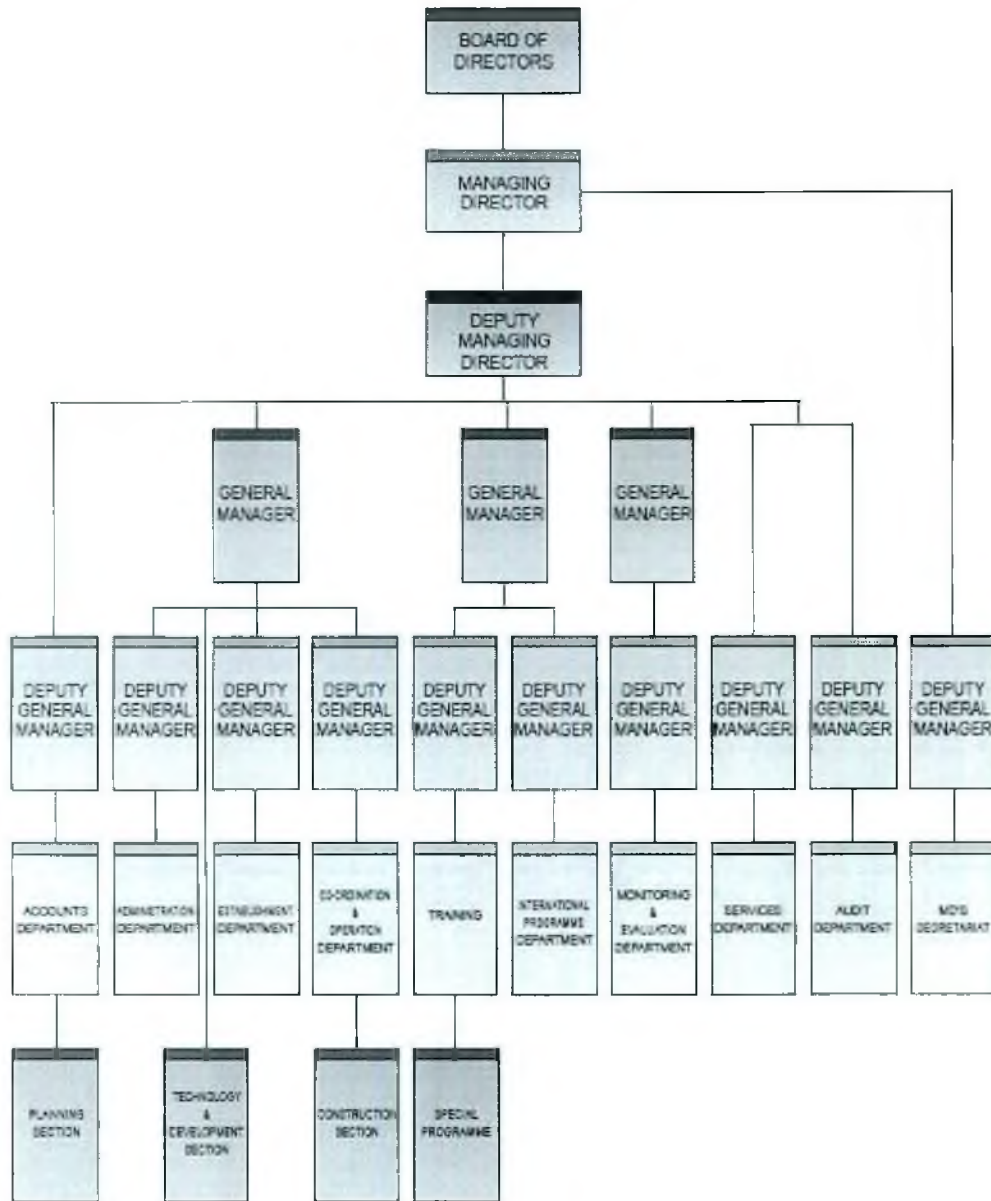 BOARD OF
DIRECTORS
MANAGING
DIRECTOR
DEPUTY
MANAGING
DIRECTOR
GENERAL
MANAGER
GENERAL
MANAGER
GENERAL
MANAGER
DEPUTY
GENERAL
MANAGER
DEPUTY
GENERAL
MANAGER
DEPUTY
GENERAL
MANAGER
DEPUTY
GENERAL
MANAGER
DEPUTY
GENERAL
MANAGER
DEPUTY
GENERAL
MANAGER
DEPUTY
GENERAL
MANAGER
DEPUTY
GENERAL
MANAGER
DEPUTY
GENERAL
MANAGER
DEPUTY
GENERAL
MANAGER
ACCOUNTS
DEPARTMENT
ADMINISTRATION
DEPARTMENT
ESTABLISHMENT
DEPARTMENT
CO-ORDINATION
&
OPERATION
DEPARTMENT
TRAINING
INTERNATIONAL
PROGRAMME
DEPARTMENT
MONITORING
&
EVALUATION
DEPARTMENT
SERVICES
DEPARTMENT
AUDIT
DEPARTMENT
MD'S
SECRETARIAT
PLANNING
SECTION
TECHNOLOGY
&
DEVELOPMENT
SECTION
CONSTRUCTION
SECTION
SPECIAL
PROGRAMME